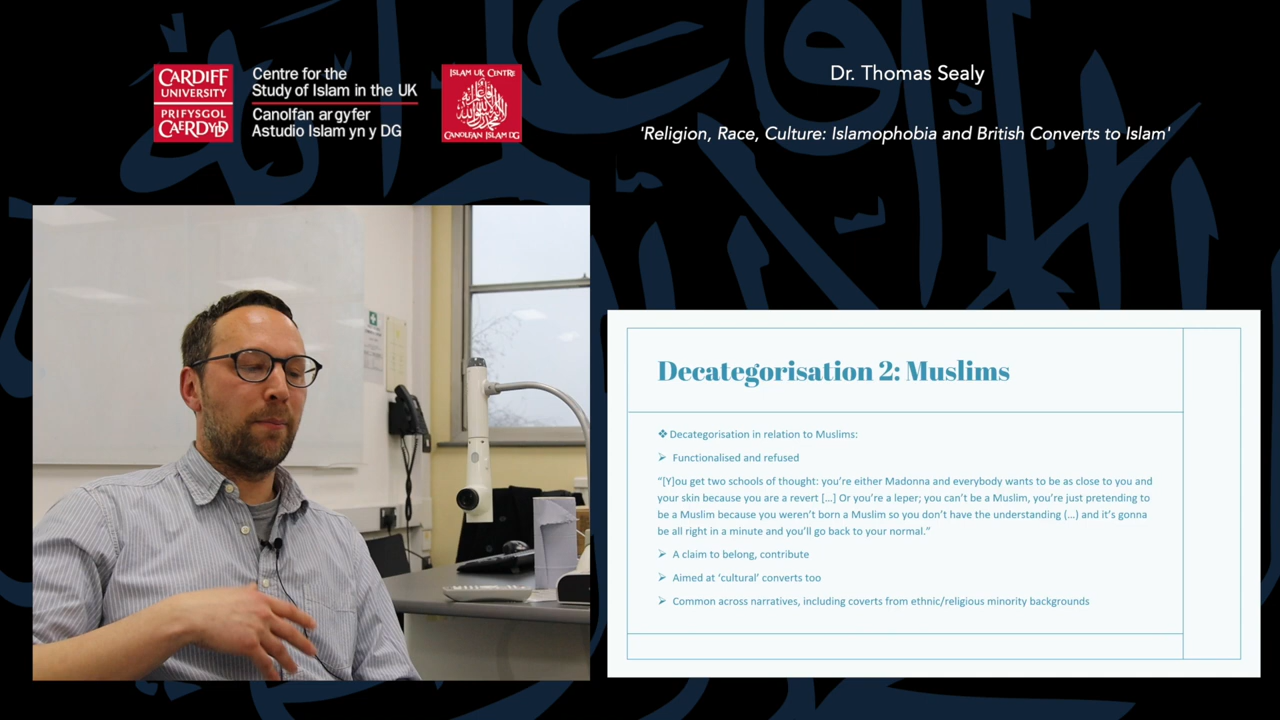 CARDIFF
UNIVERSITY
PRIFYSGOL
CAERDYDD
Centre for the
Study of Islam in the UK
Canolfan ar gyfer
Astudio Islam yn y DG
ISLAM UK CENTRE
CANOLFAN ISLAM DG
Dr. Thomas Sealy
'Religion, Race, Culture: Islamophobia and British Converts to Islam'
Decategorisation 2: Muslims
❖ Decategorisation in relation to Muslims:
➢ Functionalised and refused
“[Y]ou get two schools of thought: you’re either Madonna and everybody wants to be as close to you and
your skin because you are a revert […] Or you’re a leper; you can’t be a Muslim, you’re just pretending to
be a Muslim because you weren’t born a Muslim so you don’t have the understanding (…) and it’s gonna
be all right in a minute and you’ll go back to your normal.”
➢ A claim to belong, contribute
➢ Aimed at ‘cultural’ converts too
➢ Common across narratives, including coverts from ethnic/religious minority backgrounds